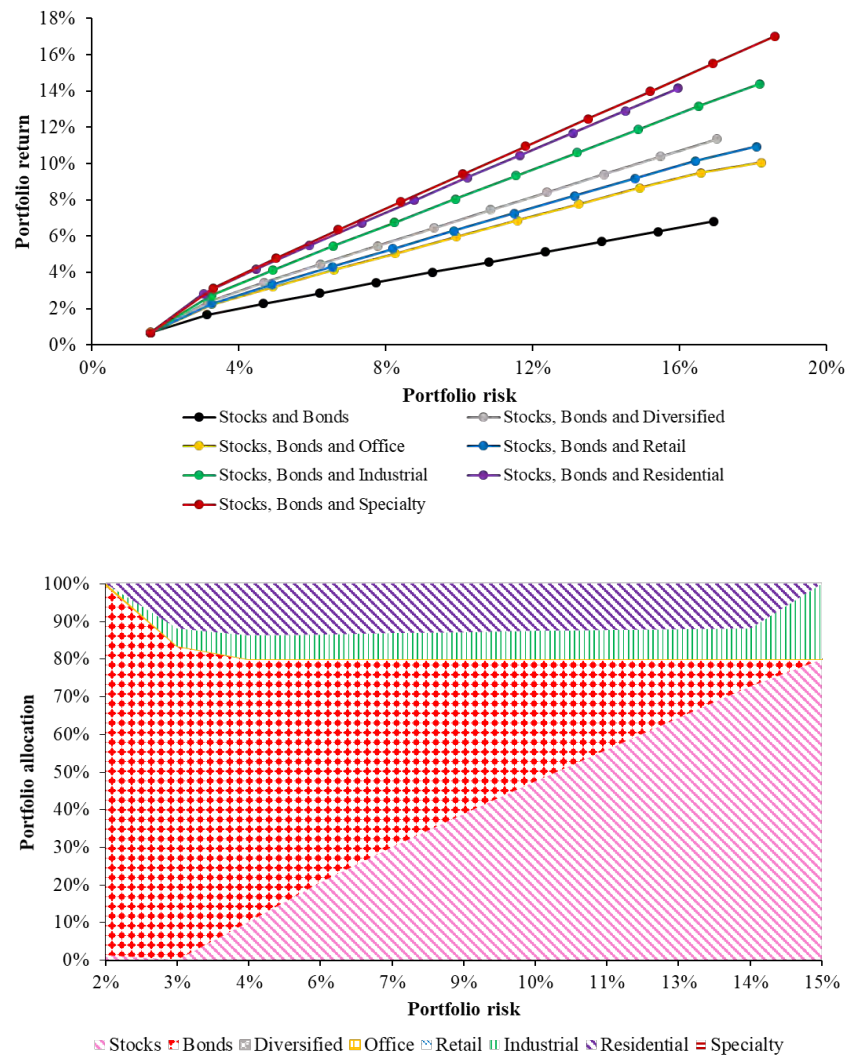 18%
16%
14%
12%
10%
8%
6%
4%
2%
0%
Portfolio return
0% 4% 8% 12% 16% 20%
Portfolio risk
Stocks and Bonds Stocks, Bonds and Diversified
Stocks, Bonds and Office Stocks, Bonds and Retail
Stocks, Bonds and Industrial Stocks, Bonds and Residential
Stocks, Bonds and Specialty
100%
90%
80%
70%
60%
50%
40%
30%
20%
10%
0%
Portfolio allocation
2% 3% 4% 6% 7% 9% 10% 11% 13% 14% 15%
Portfolio risk
Stocks Bonds Diversified Office Retail Industrial Residential Specialty